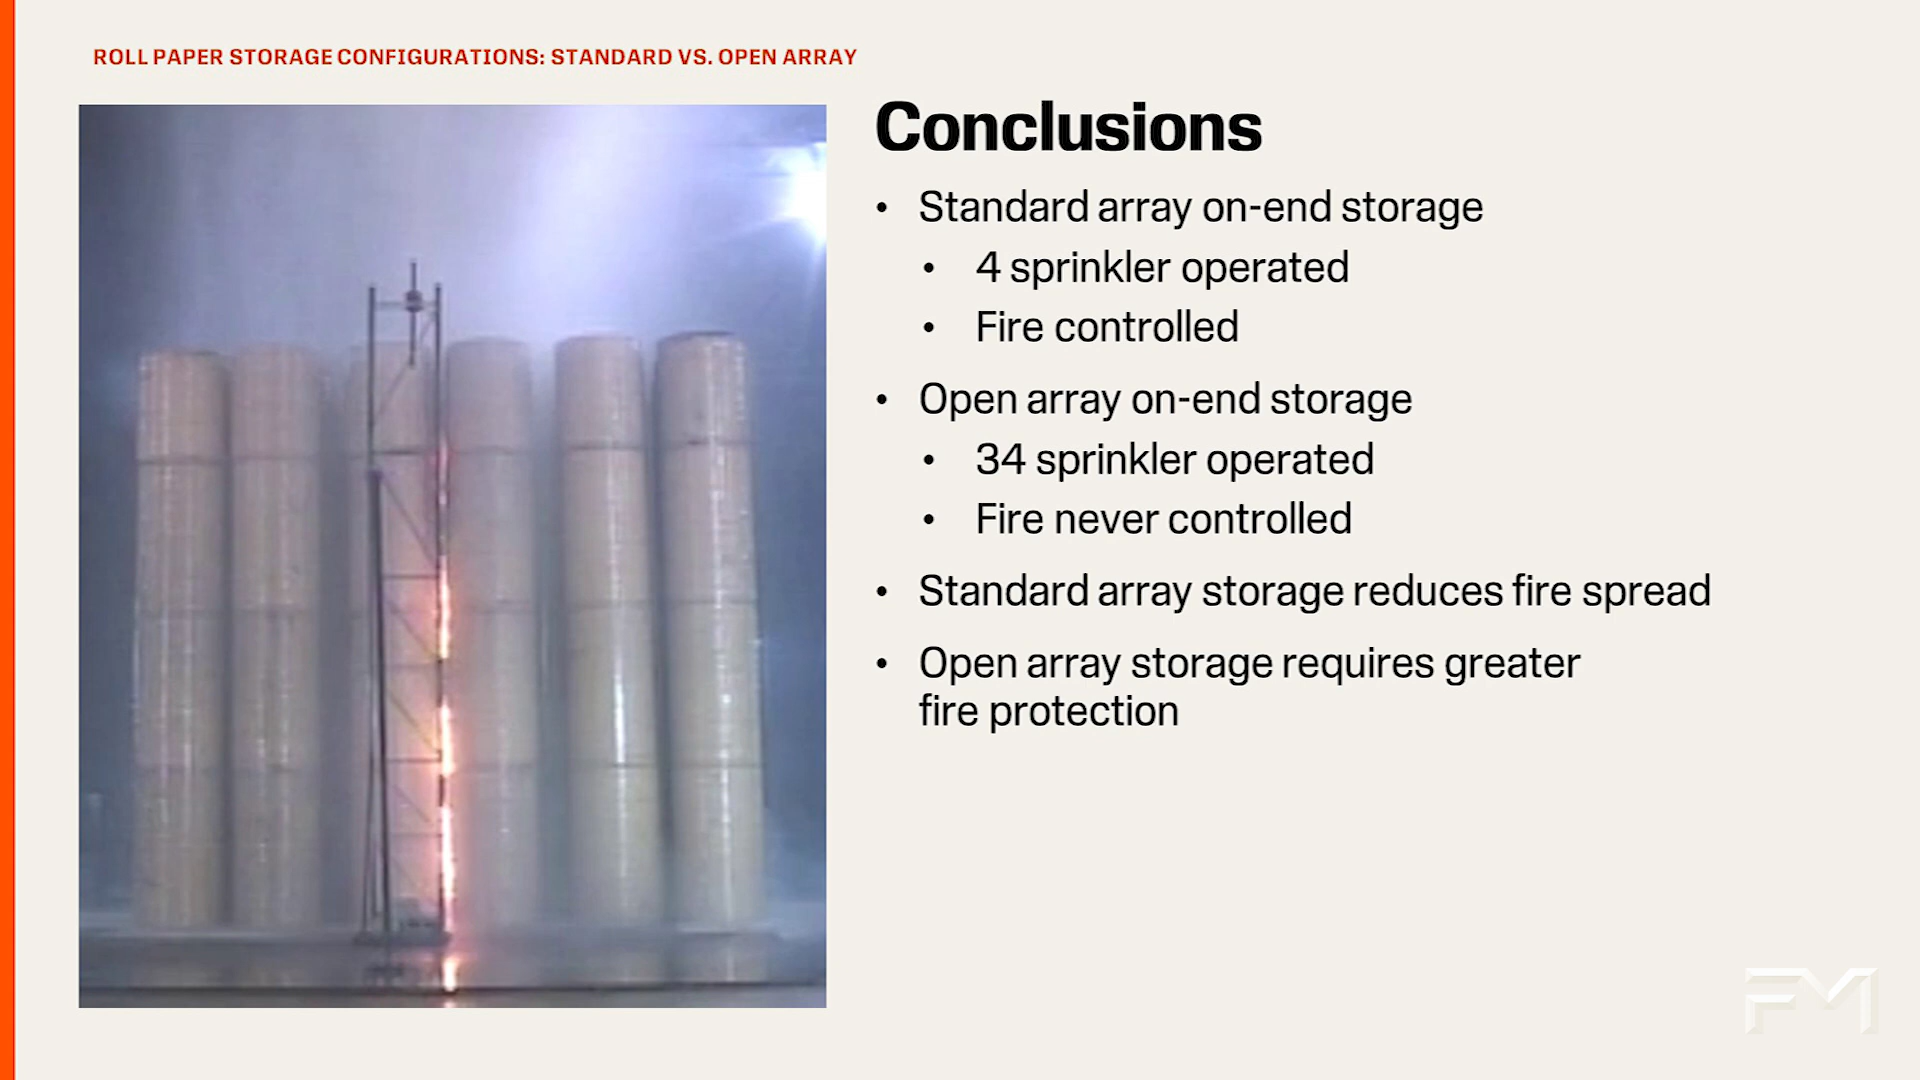 ROLL PAPER STORAGE CONFIGURATIONS: STANDARD VS. OPEN ARRAY
Conclusions
• Standard array on-end storage
• 4 sprinkler operated
• Fire controlled
• Open array on-end storage
• 34 sprinkler operated
• Fire never controlled
• Standard array storage reduces fire spread
• Open array storage requires greater
fire protection
FM